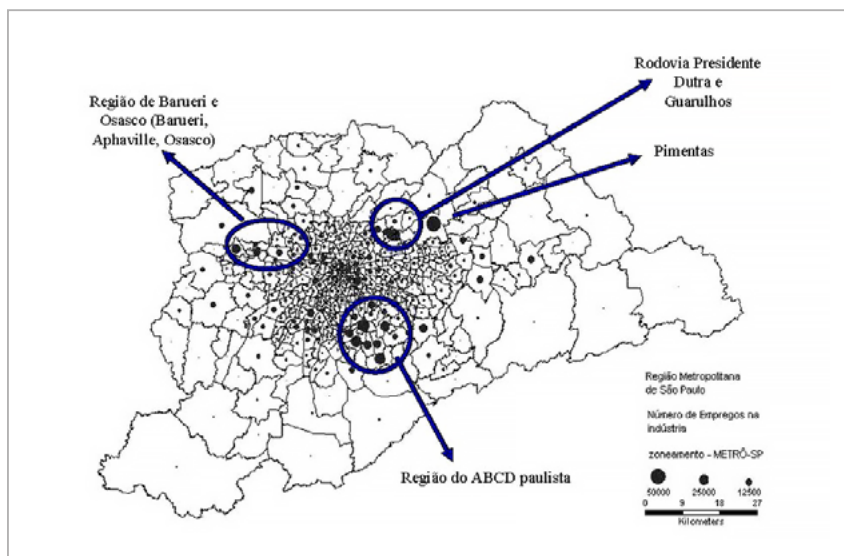 Rodovia Presidente
Dutra e
Guarulhos
Região de Barueri e
Osasco (Barueri,
Aphaville, Osasco)
Pimentas
Região Metropolitana
de São Paulo
Número de Empregos na
indústria
zoneamento - METRÔ-SP
50000 25000 12500
0 9 18 27
Kilometers
Região do ABCD paulista